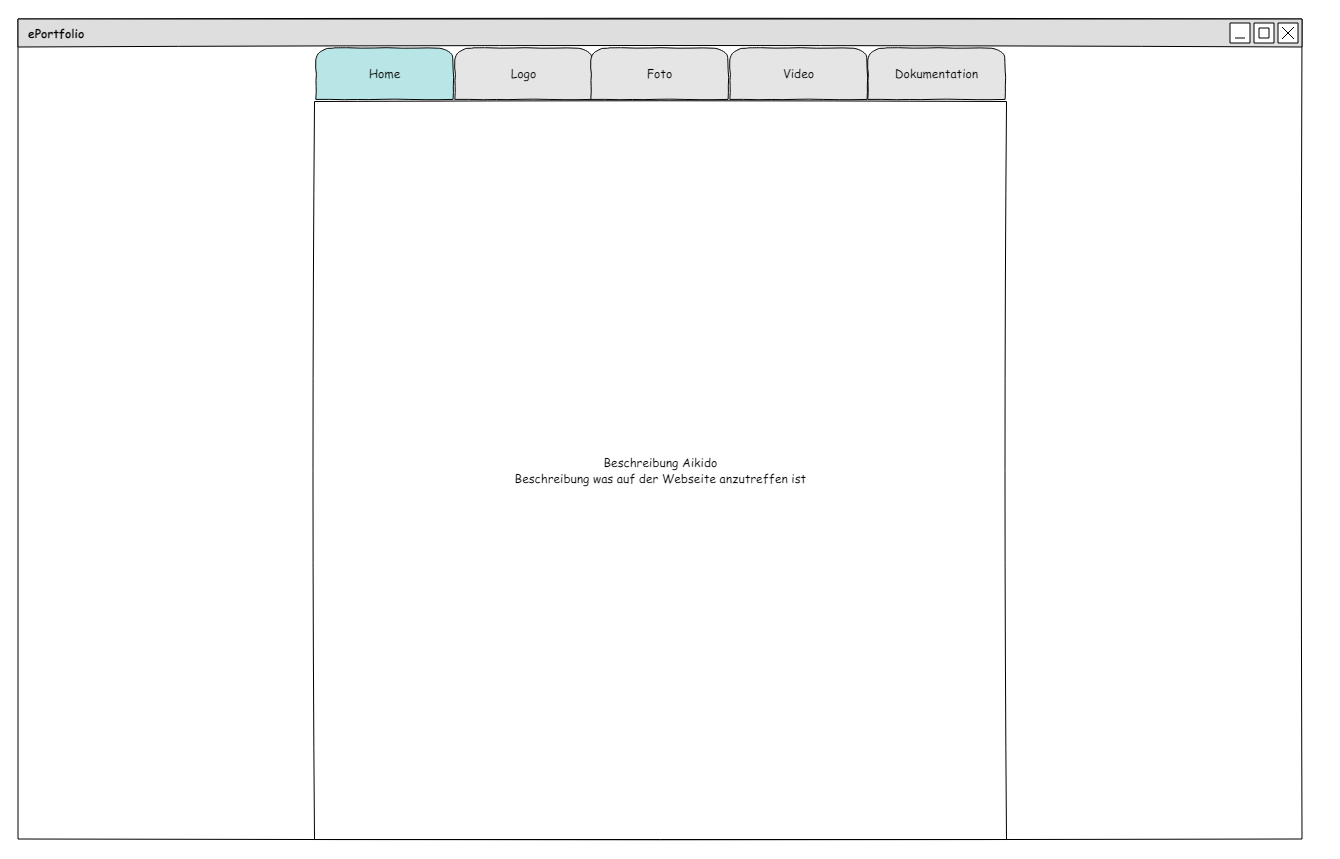 ePortfolio
Home
Logo
Foto
Video
Dokumentation
Beschreibung Aikido
Beschreibung was auf der Webseite anzutreffen ist